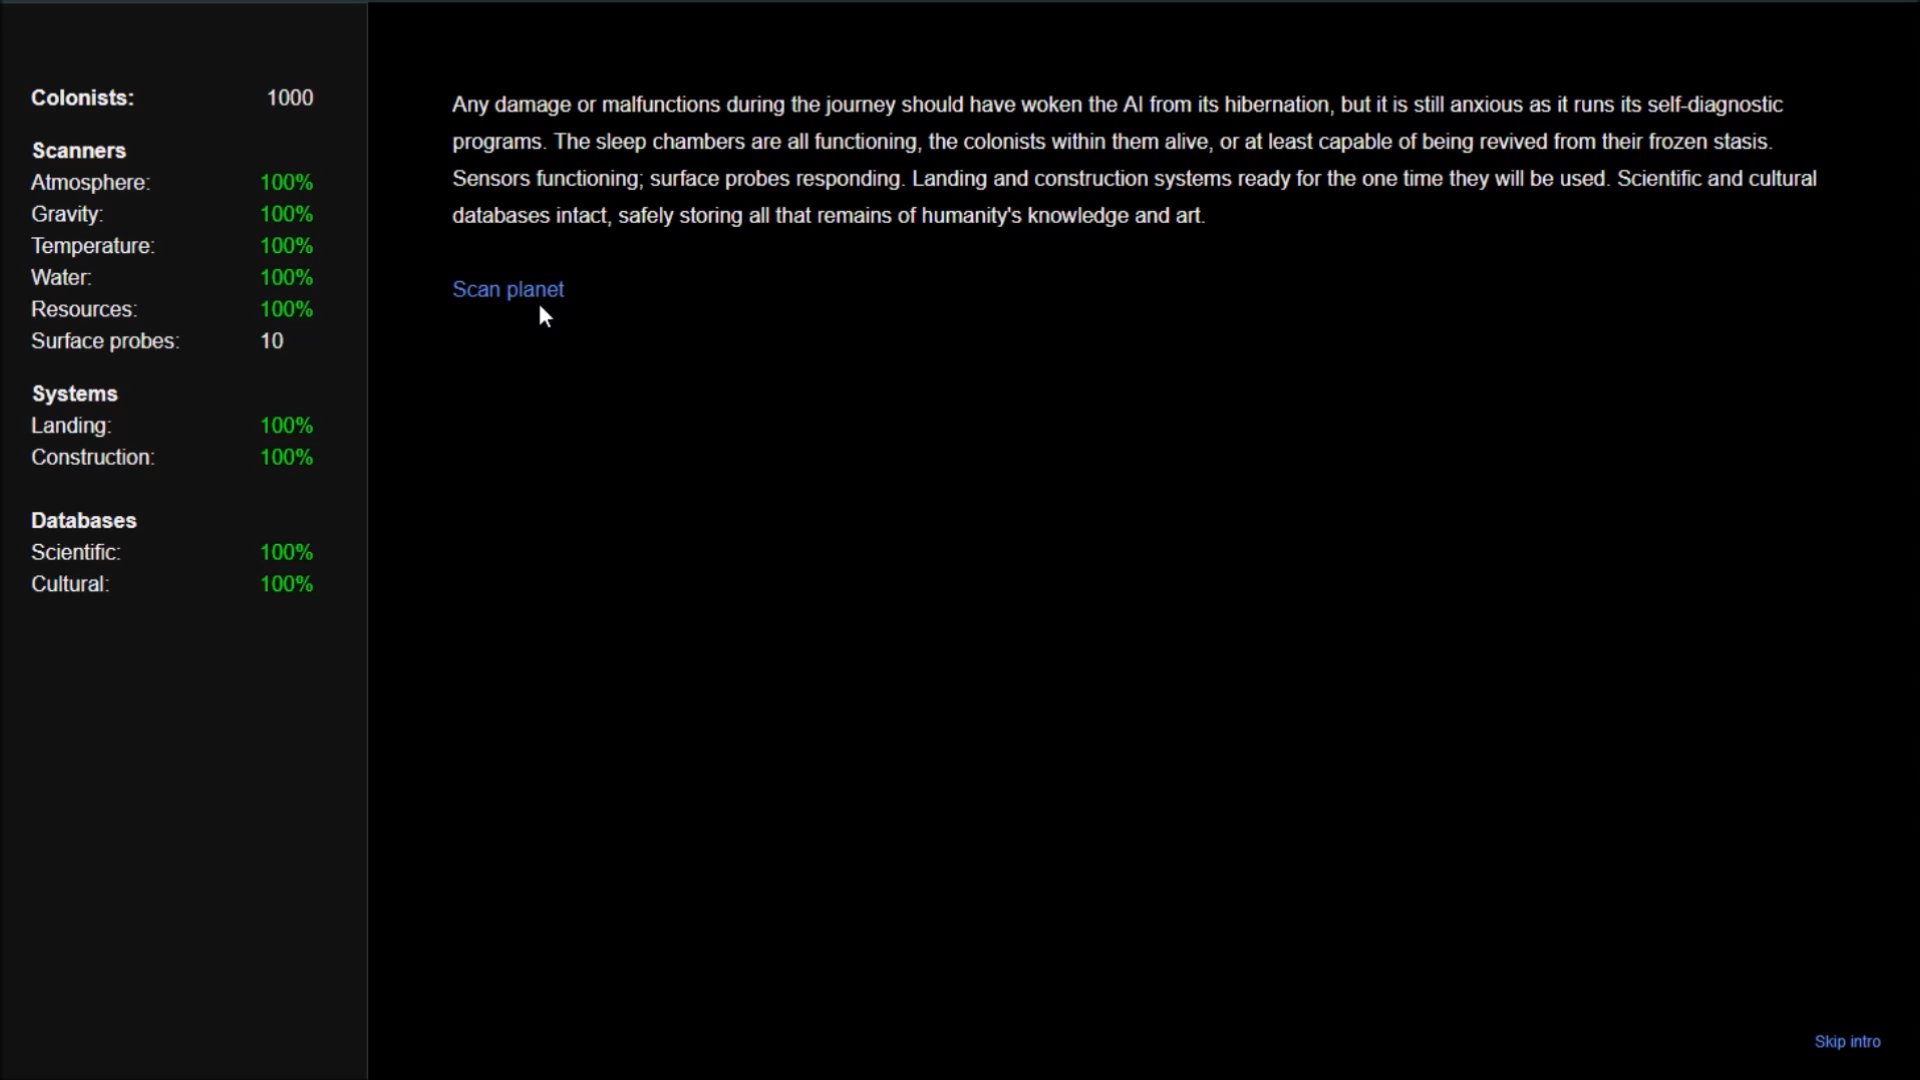 Colonists: 1000
Scanners
Atmosphere: 100%
Gravity: 100%
Temperature: 100%
Water: 100%
Resources: 100%
Surface probes: 10
Systems
Landing: 100%
Construction: 100%
Databases
Scientific: 100%
Cultural: 100%
Any damage or malfunctions during the journey should have woken the AI from its hibernation, but it is still anxious as it runs its self-diagnostic
programs. The sleep chambers are all functioning, the colonists within them alive, or at least capable of being revived from their frozen stasis.
Sensors functioning; surface probes responding. Landing and construction systems ready for the one time they will be used. Scientific and cultural
databases intact, safely storing all that remains of humanity's knowledge and art.
Scan planet
Skip intro